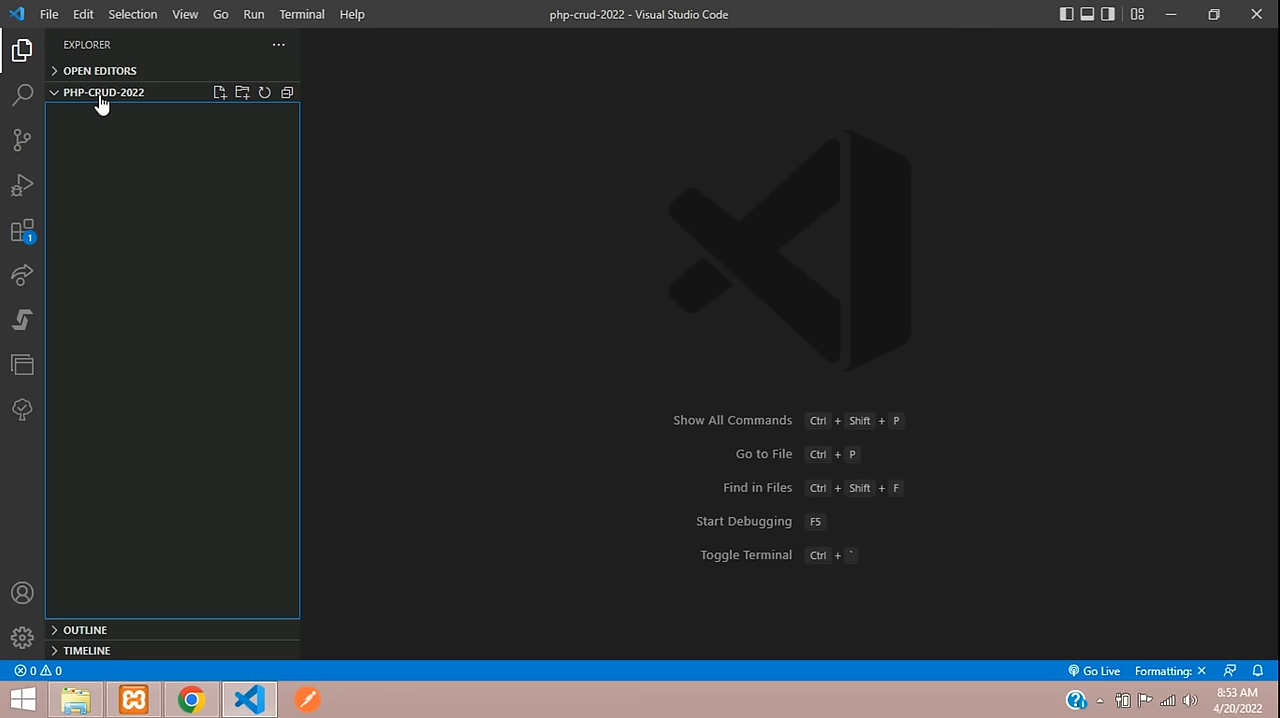 File Edit Selection View Go Run Terminal Help
php-crud-2022 - Visual Studio Code
EXPLORER
OPEN EDITORS
PHP-CRUD-2022
1
Show All Commands Ctrl + Shift + P
Go to File Ctrl + P
Find in Files Ctrl + Shift + F
Start Debugging F5
Toggle Terminal Ctrl + `
OUTLINE
TIMELINE
0 0
Go Live Formatting: ×
8:53 AM
4/20/2022